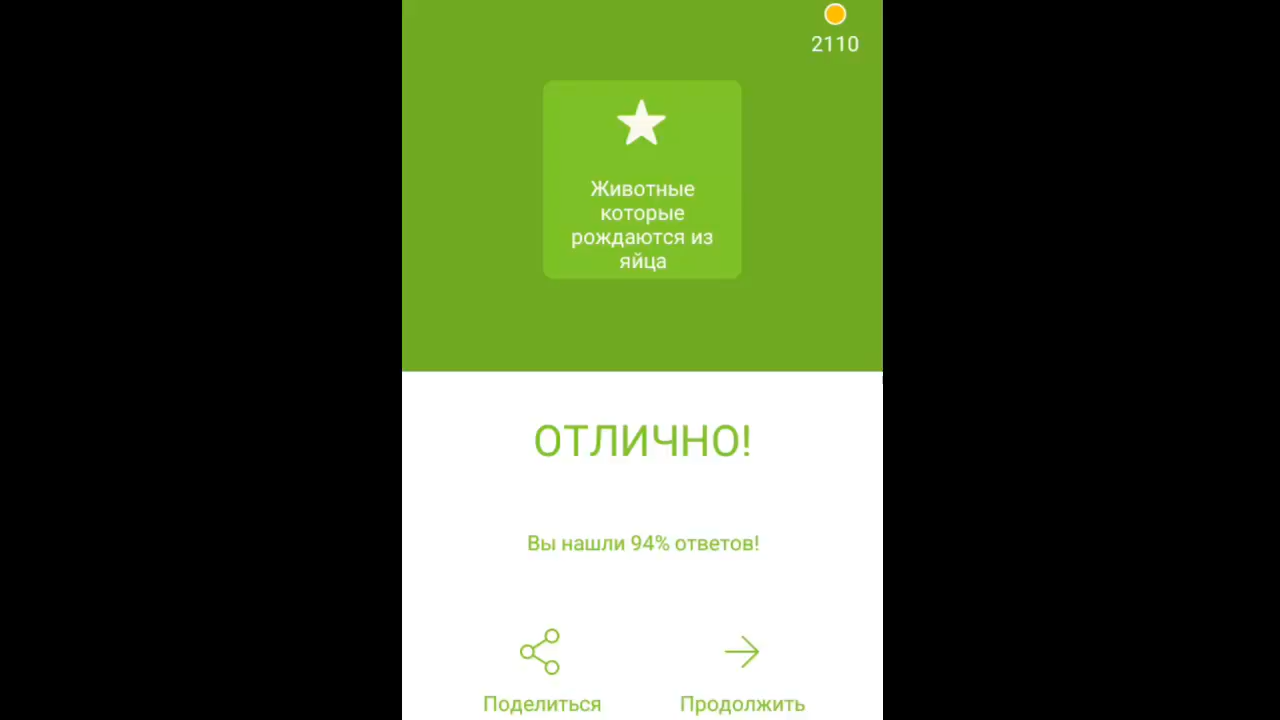 2110
Животные
которые
рождаются из
яйца
ОТЛИЧНО!
Вы нашли 94% ответов!
Поделиться
Продолжить